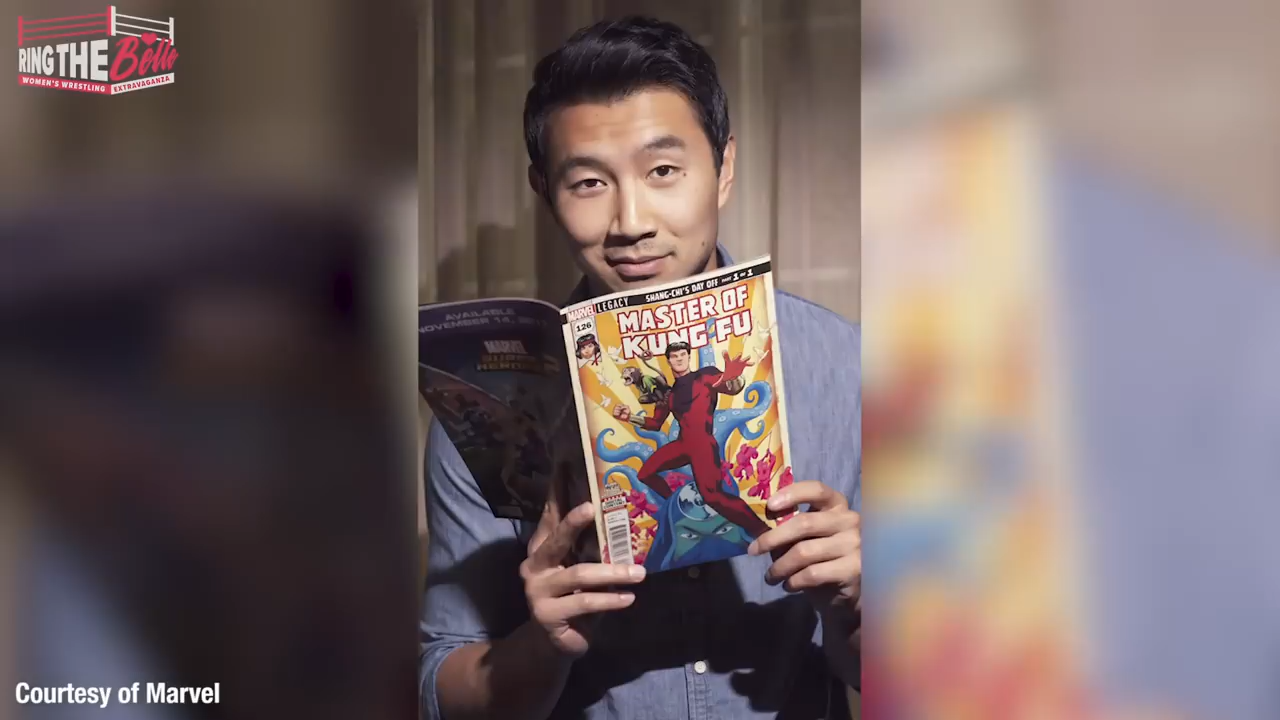 RING THE Belle
WOMEN'S WRESTLING EXTRAVAGANZA
AVAILABLE
NOVEMBER 14,
MARVEL
MARVEL LEGACY SHANG-CHI'S DAY OFF PART 1 OF 1
126
MASTER OF
KUNG FU
Courtesy of Marvel